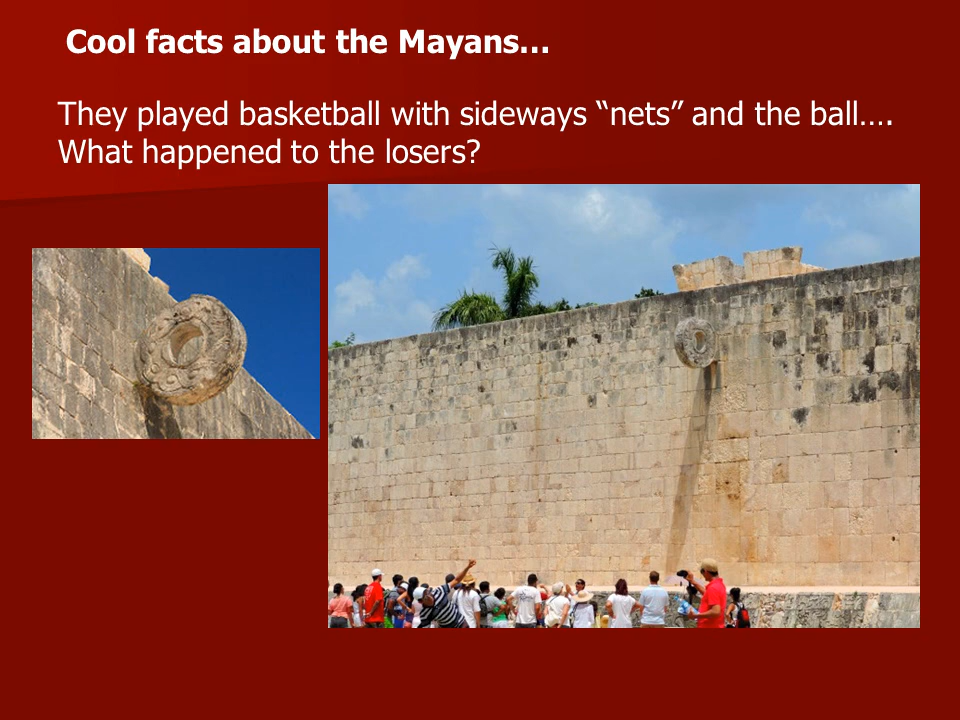 Cool facts about the Mayans…
They played basketball with sideways “nets” and the ball….
What happened to the losers?